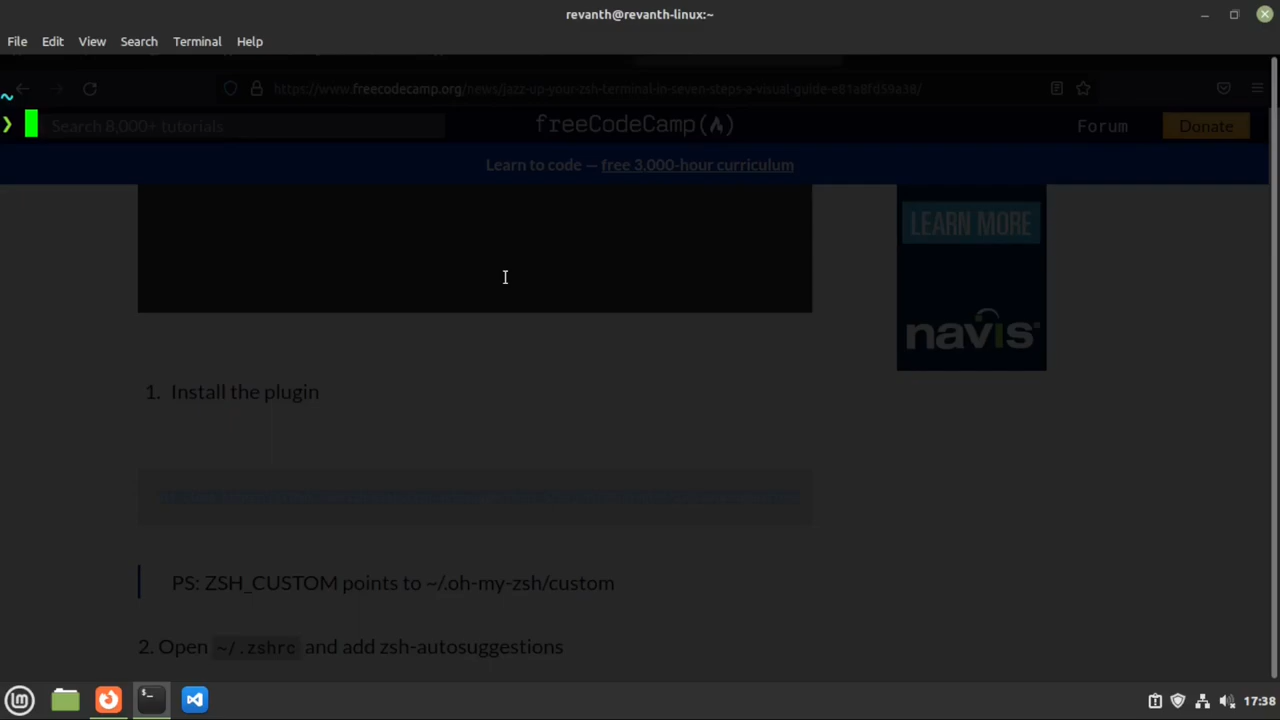 revanth@revanth-linux:~
File Edit View Search Terminal Help
https://www.freecodecamp.org/news/jazz-up-your-zsh-terminal-in-seven-steps-a-visual-guide-e81a8fd59a38/
~
❯ Search 8,000+ tutorials
freeCodeCamp(🔥)
Forum
Donate
Learn to code — free 3,000-hour curriculum
LEARN MORE
navis
1. Install the plugin
PS: ZSH_CUSTOM points to ~/.oh-my-zsh/custom
2. Open ~/.zshrc and add zsh-autosuggestions
17:38